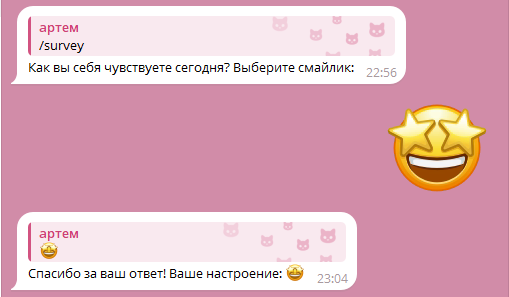 артем
/survey
Как вы себя чувствуете сегодня? Выберите смайлик:
22:56
🤩
артем
🤩
Спасибо за ваш ответ! Ваше настроение: 🤩
23:04